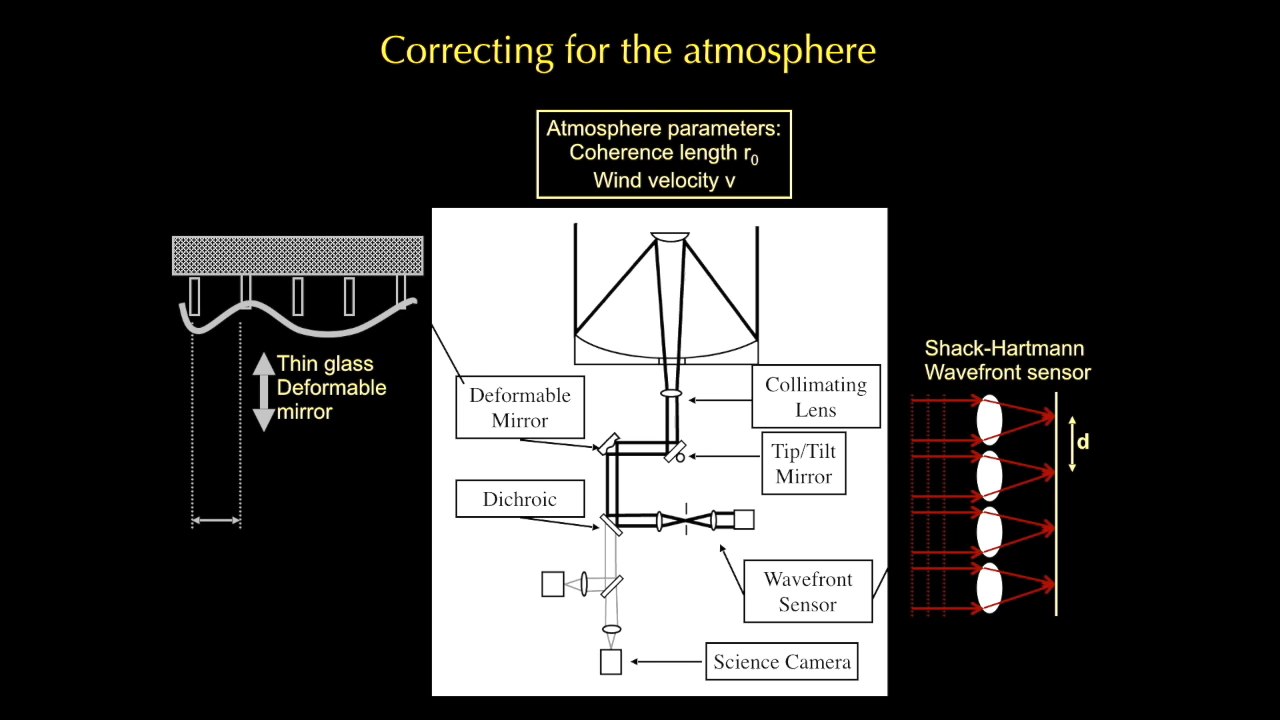 Correcting for the atmosphere
Atmosphere parameters:
Coherence length r₀
Wind velocity v
Thin glass
Deformable
mirror
Deformable
Mirror
Dichroic
Collimating
Lens
Tip/Tilt
Mirror
Wavefront
Sensor
Science Camera
Shack-Hartmann
Wavefront sensor
d